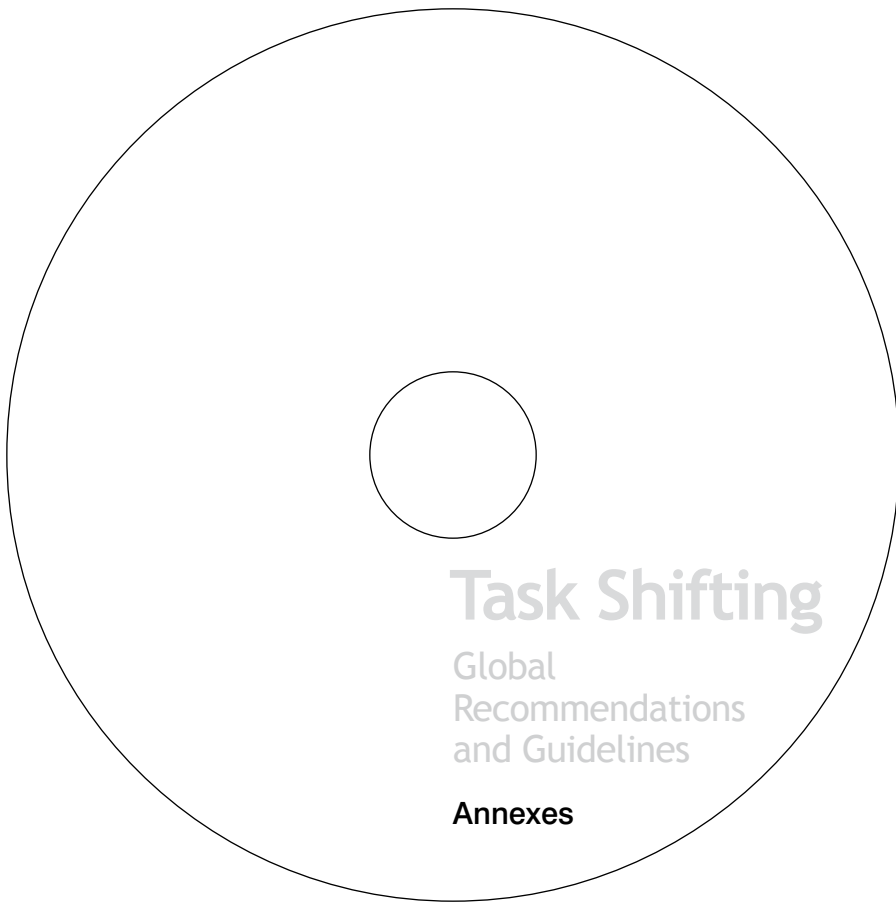 Task Shifting
Global
Recommendations
and Guidelines
Annexes